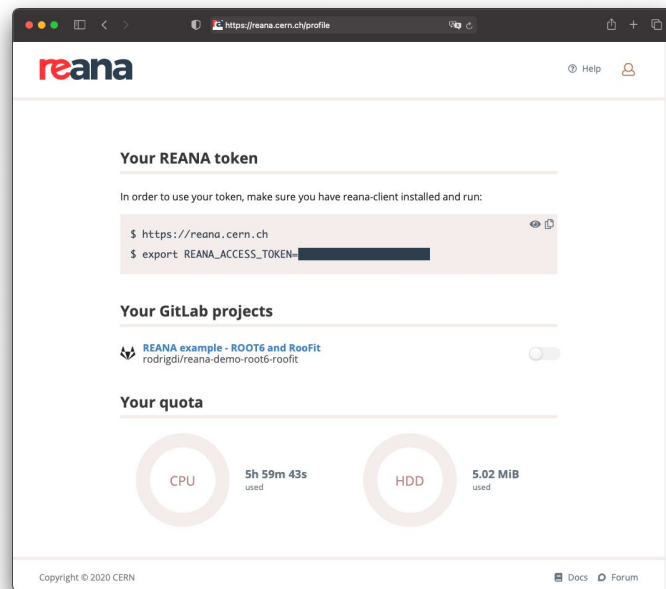 https://reana.cern.ch/profile
reana
Help
Your REANA token
In order to use your token, make sure you have reana-client installed and run:
$ https://reana.cern.ch
$ export REANA_ACCESS_TOKEN=
Your GitLab projects
REANA example - ROOT6 and RooFit
rodrigdi/reana-demo-root6-roofit
Your quota
CPU
5h 59m 43s
used
HDD
5.02 MiB
used
Copyright © 2020 CERN
Docs
Forum